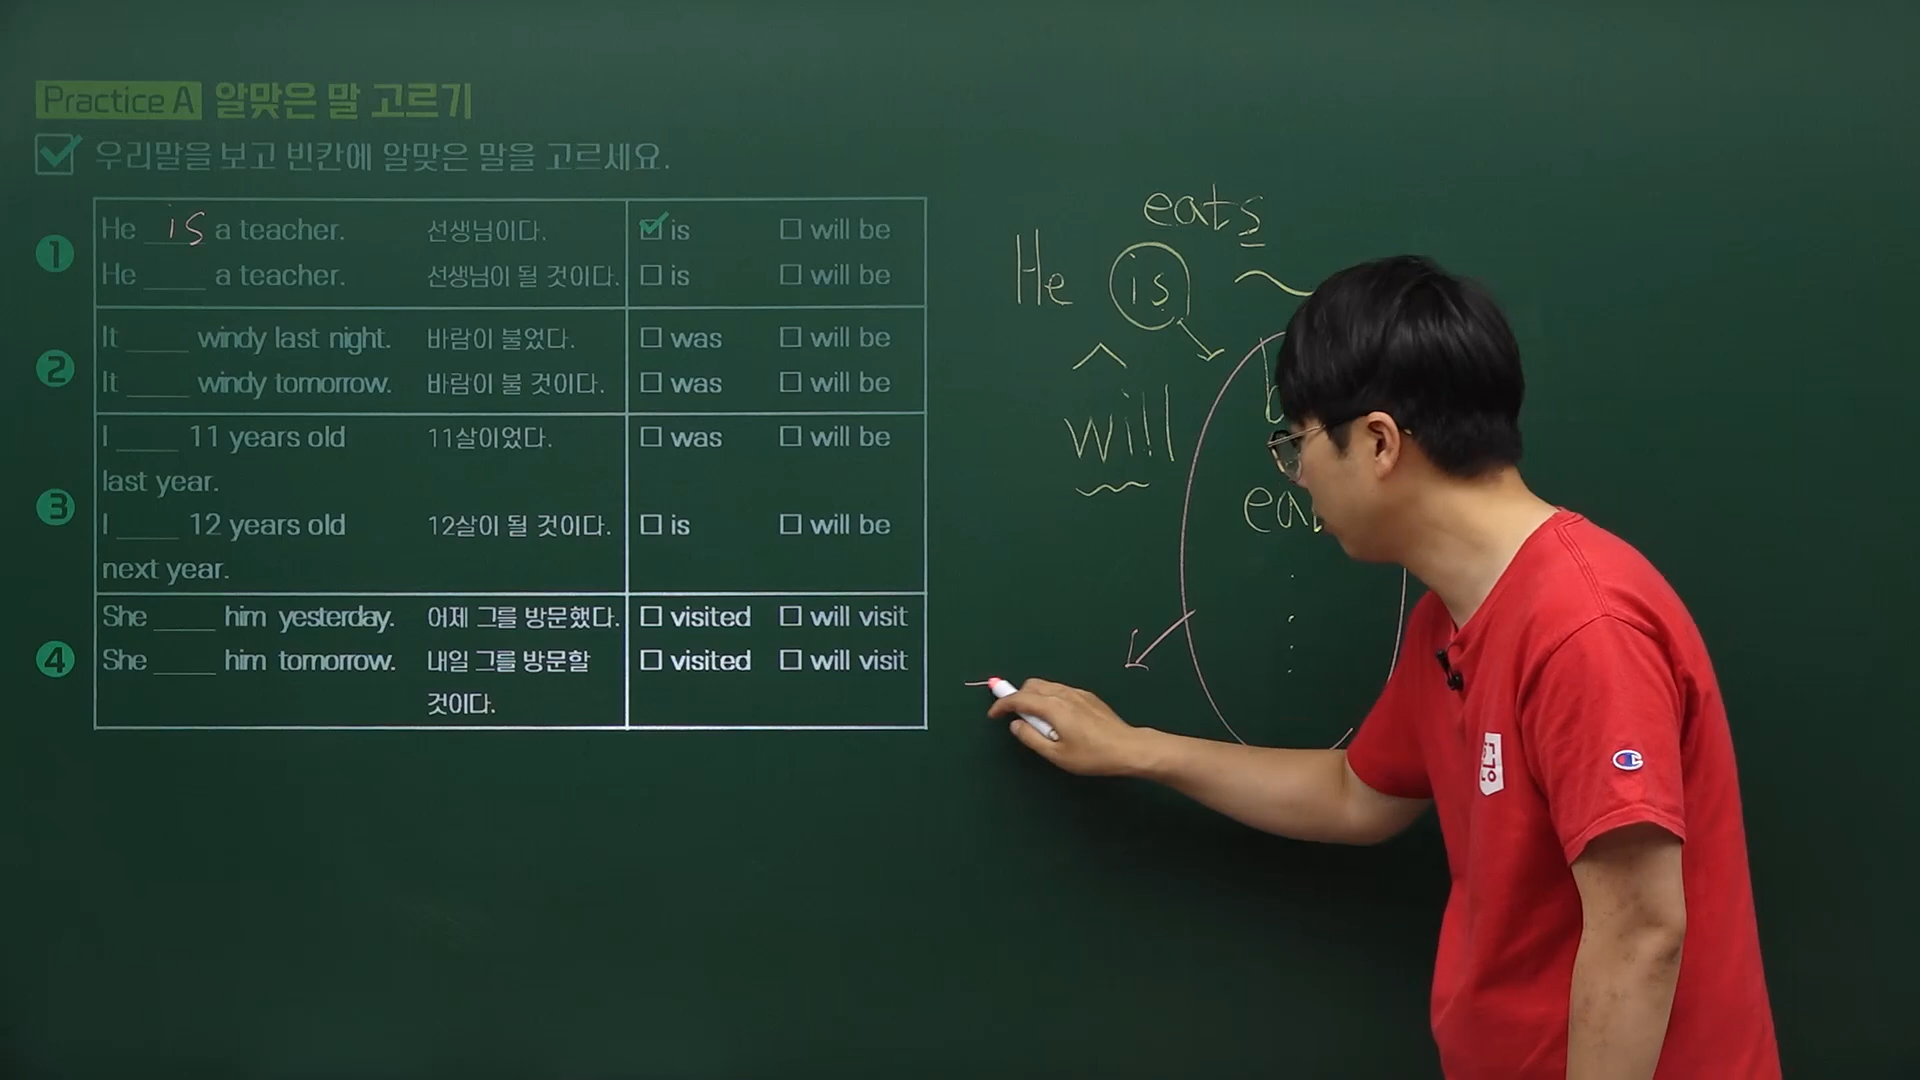 Practice A 알맞은 말 고르기
우리말을 보고 빈칸에 알맞은 말을 고르세요.
1 He is a teacher. 선생님이다. is will be
He ____ a teacher. 선생님이 될 것이다. is will be
2 It ____ windy last night. 바람이 불었다. was will be
It ____ windy tomorrow. 바람이 불 것이다. was will be
3 I ____ 11 years old 11살이었다. was will be
last year.
I ____ 12 years old 12살이 될 것이다. is will be
next year.
4 She ____ him yesterday. 어제 그를 방문했다. visited will visit
She ____ him tomorrow. 내일 그를 방문할 visited will visit
것이다.
eats
He is
will